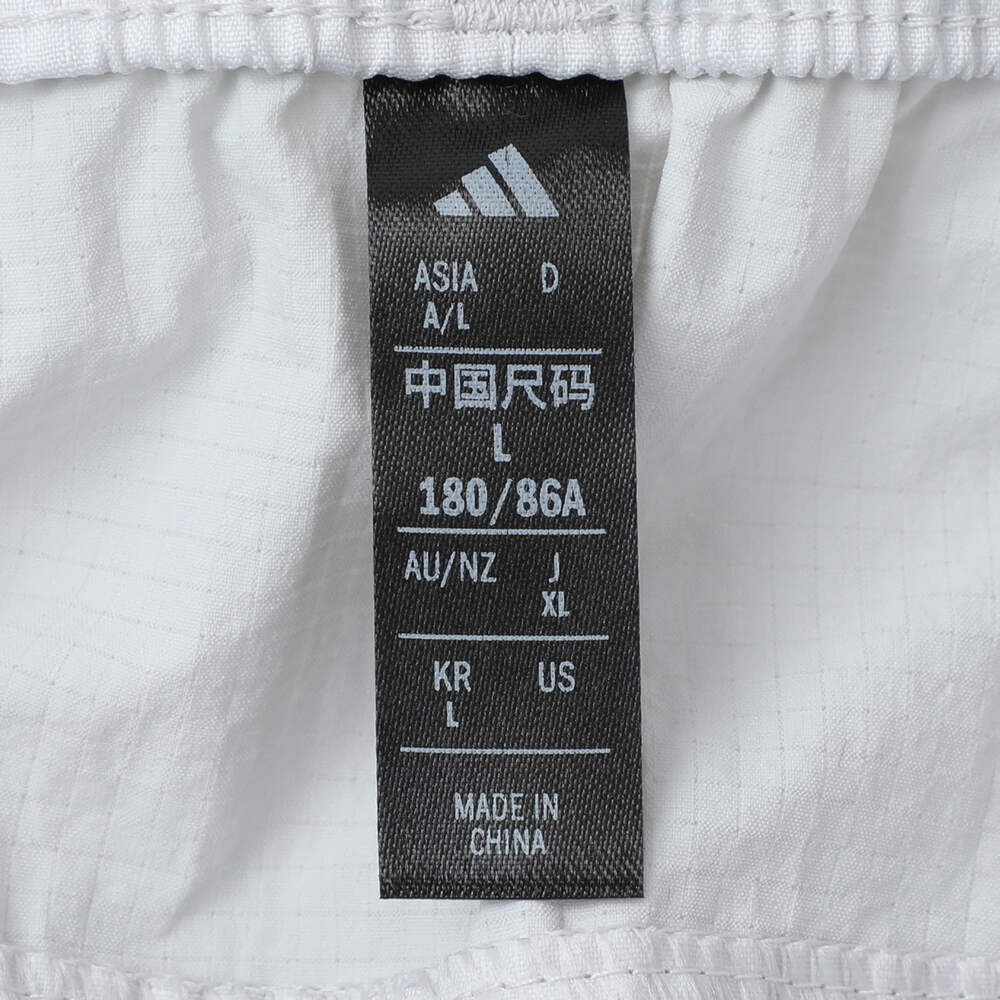 ASIA D
A/L
中国尺码
L
180/86A
AU/NZ J
XL
KR US
L
MADE IN
CHINA